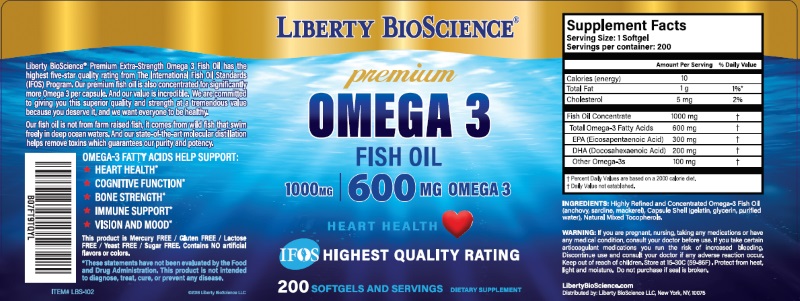 Liberty BioScience® Premium Extra-Strength Omega 3 Fish Oil has the
highest five-star quality rating from The International Fish Oil Standards
(IFOS) Program. Our premium fish oil is also concentrated for significantly
more Omega 3 per capsule. And our value is incredible. We are committed
to giving you this superior quality and strength at a tremendous value
because you deserve it, and we want everyone to be healthy.
Our fish oil is not from farm raised fish. It comes from wild fish that swim
freely in deep ocean waters. And our state-of-the-art molecular distillation
helps remove toxins which guarantees our purity and potency.
OMEGA-3 FATTY ACIDS HELP SUPPORT:
★ HEART HEALTH*
★ COGNITIVE FUNCTION*
★ BONE STRENGTH*
★ IMMUNE SUPPORT*
★ VISION AND MOOD*
This product is Mercury FREE / Gluten FREE / Lactose
FREE / Yeast FREE / Sugar FREE. Contains NO artificial
flavors or colors.
*These statements have not been evaluated by the Food
and Drug Administration. This product is not intended
to diagnose, treat, cure, or prevent any disease.
ITEM# LBS-102
LIBERTY BIOSCIENCE®
premium
OMEGA 3
FISH OIL
1000MG 600 MG OMEGA 3
HEART HEALTH
IFOS HIGHEST QUALITY RATING
200 SOFTGELS AND SERVINGS DIETARY SUPPLEMENT
Supplement Facts
Serving Size: 1 Softgel
Servings per container: 200
Amount Per Serving % Daily Value
Calories (energy) 10
Total Fat 1 g 1%*
Cholesterol 5 mg 2%
Fish Oil Concentrate 1000 mg †
Total Omega-3 Fatty Acids 600 mg †
EPA (Eicosapentaenoic Acid) 300 mg †
DHA (Docosahexaenoic Acid) 200 mg †
Other Omega-3s 100 mg †
† Percent Daily Values are based on a 2000 calorie diet.
† Daily Value not established.
INGREDIENTS: Highly Refined and Concentrated Omega-3 Fish Oil
(anchovy, sardine, mackerel), Capsule Shell (gelatin, glycerin, purified
water), Natural Mixed Tocopherols.
WARNING: If you are pregnant, nursing, taking any medications or have
any medical condition, consult your doctor before use. If you take certain
anticoagulant medications you run the risk of increased bleeding.
Discontinue use and consult your doctor if any adverse reaction occur.
Keep out of reach of children. Store at 15-30C (59-86F). Protect from heat,
light and moisture. Do not purchase if seal is broken.
LibertyBioScience.com
Distributed by: Liberty BioScience LLC, New York, NY, 10075